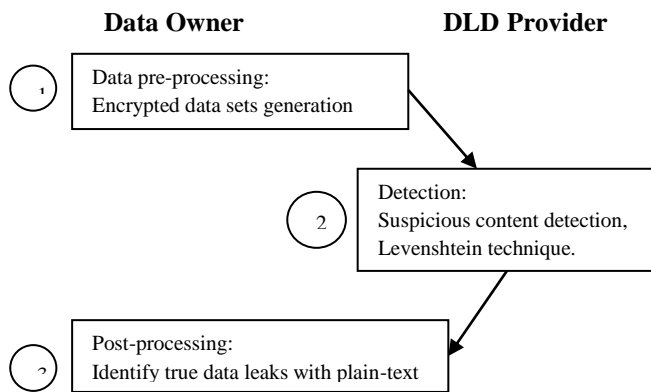 Data Owner
DLD Provider
1
Data pre-processing:
Encrypted data sets generation
2
Detection:
Suspicious content detection,
Levenshtein technique.
Post-processing:
Identify true data leaks with plain-text